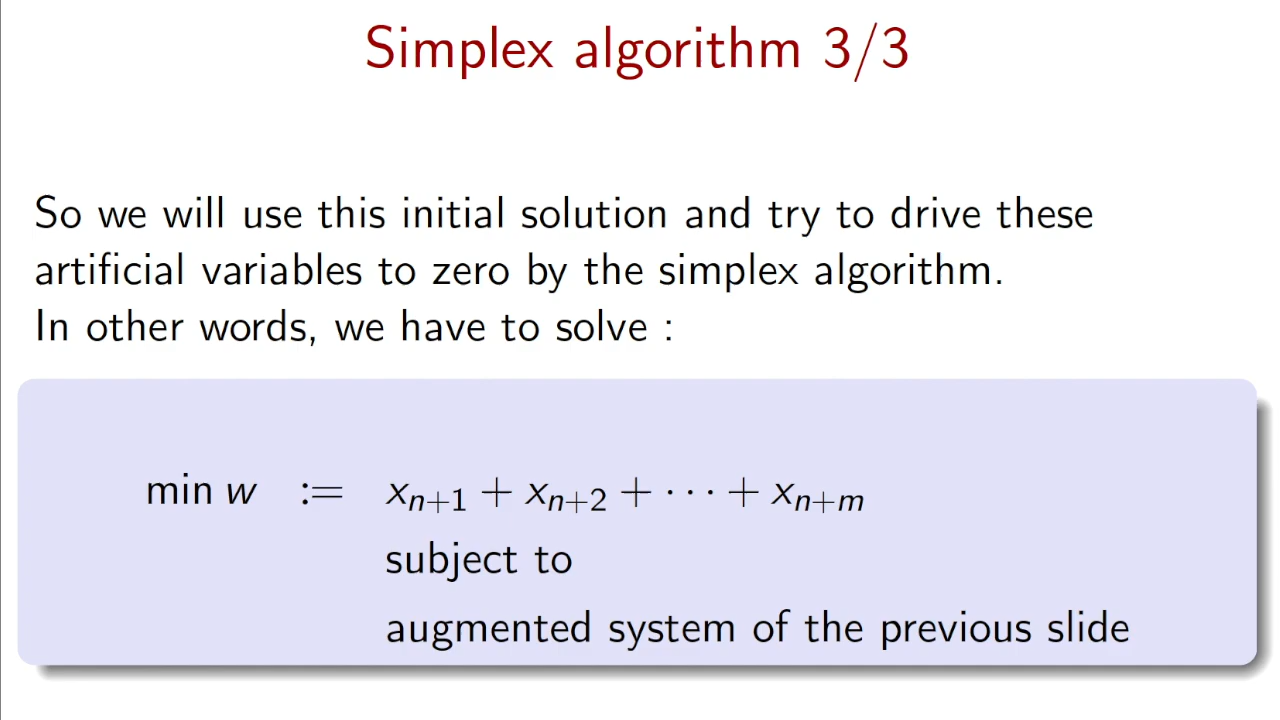 Simplex algorithm 3/3
So we will use this initial solution and try to drive these
artificial variables to zero by the simplex algorithm.
In other words, we have to solve :
min w := x_{n+1} + x_{n+2} + ··· + x_{n+m}
subject to
augmented system of the previous slide